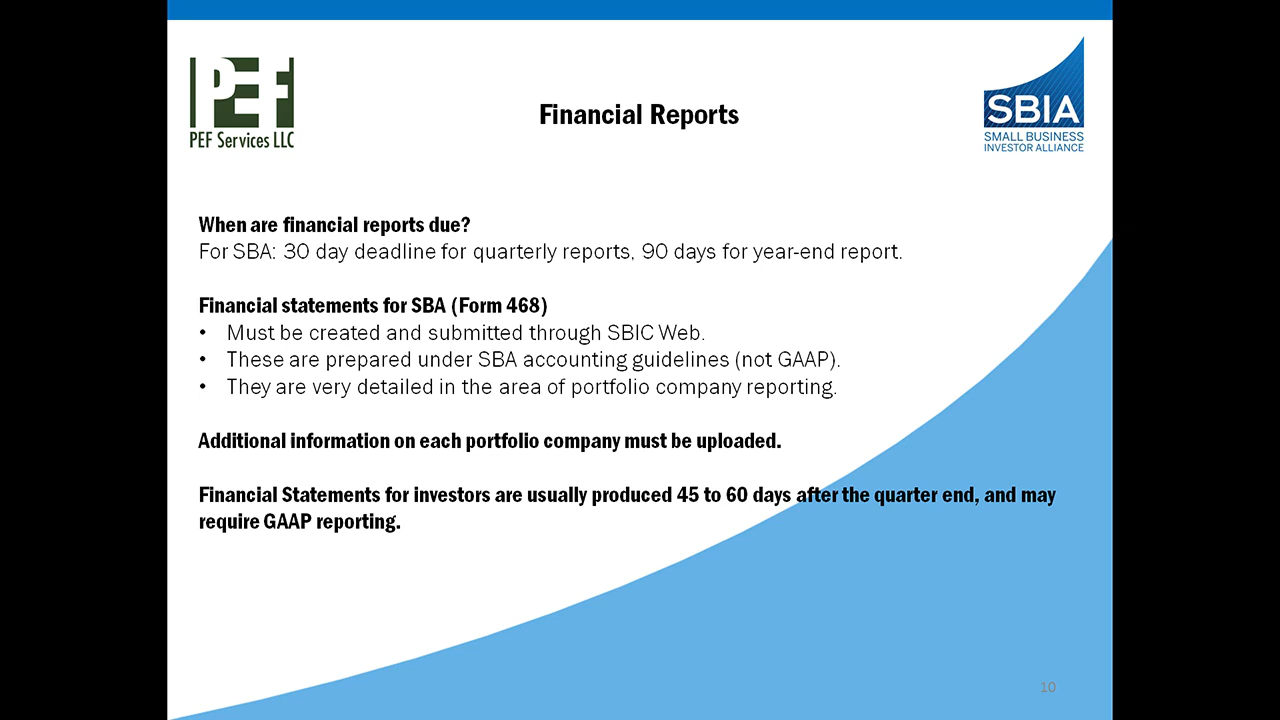 PEF
PEF Services LLC
Financial Reports
SBIA
SMALL BUSINESS
INVESTOR ALLIANCE
When are financial reports due?
For SBA: 30 day deadline for quarterly reports, 90 days for year-end report.
Financial statements for SBA (Form 468)
• Must be created and submitted through SBIC Web.
• These are prepared under SBA accounting guidelines (not GAAP).
• They are very detailed in the area of portfolio company reporting.
Additional information on each portfolio company must be uploaded.
Financial Statements for investors are usually produced 45 to 60 days after the quarter end, and may
require GAAP reporting.
10